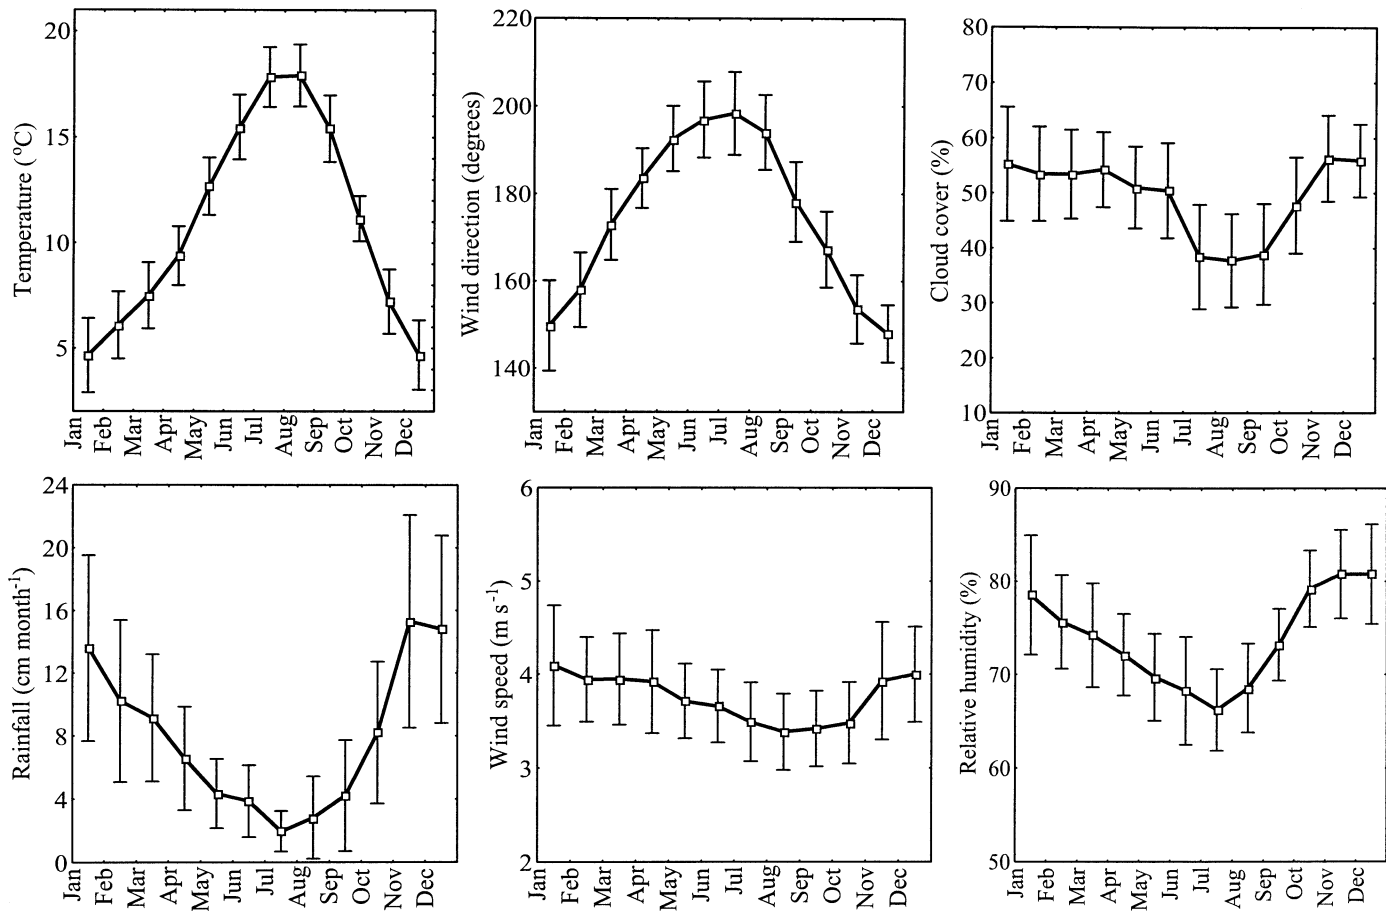 Temperature (°C)
20
15
10
5
Jan Feb Mar Apr May Jun Jul Aug Sep Oct Nov Dec
Wind direction (degrees)
220
200
180
160
140
Jan Feb Mar Apr May Jun Jul Aug Sep Oct Nov Dec
Cloud cover (%)
80
70
60
50
40
30
20
10
Jan Feb Mar Apr May Jun Jul Aug Sep Oct Nov Dec
Rainfall (cm month⁻¹)
24
20
16
12
8
4
0
Jan Feb Mar Apr May Jun Jul Aug Sep Oct Nov Dec
Wind speed (m s⁻¹)
6
5
4
3
2
Jan Feb Mar Apr May Jun Jul Aug Sep Oct Nov Dec
Relative humidity (%)
90
80
70
60
50
Jan Feb Mar Apr May Jun Jul Aug Sep Oct Nov Dec